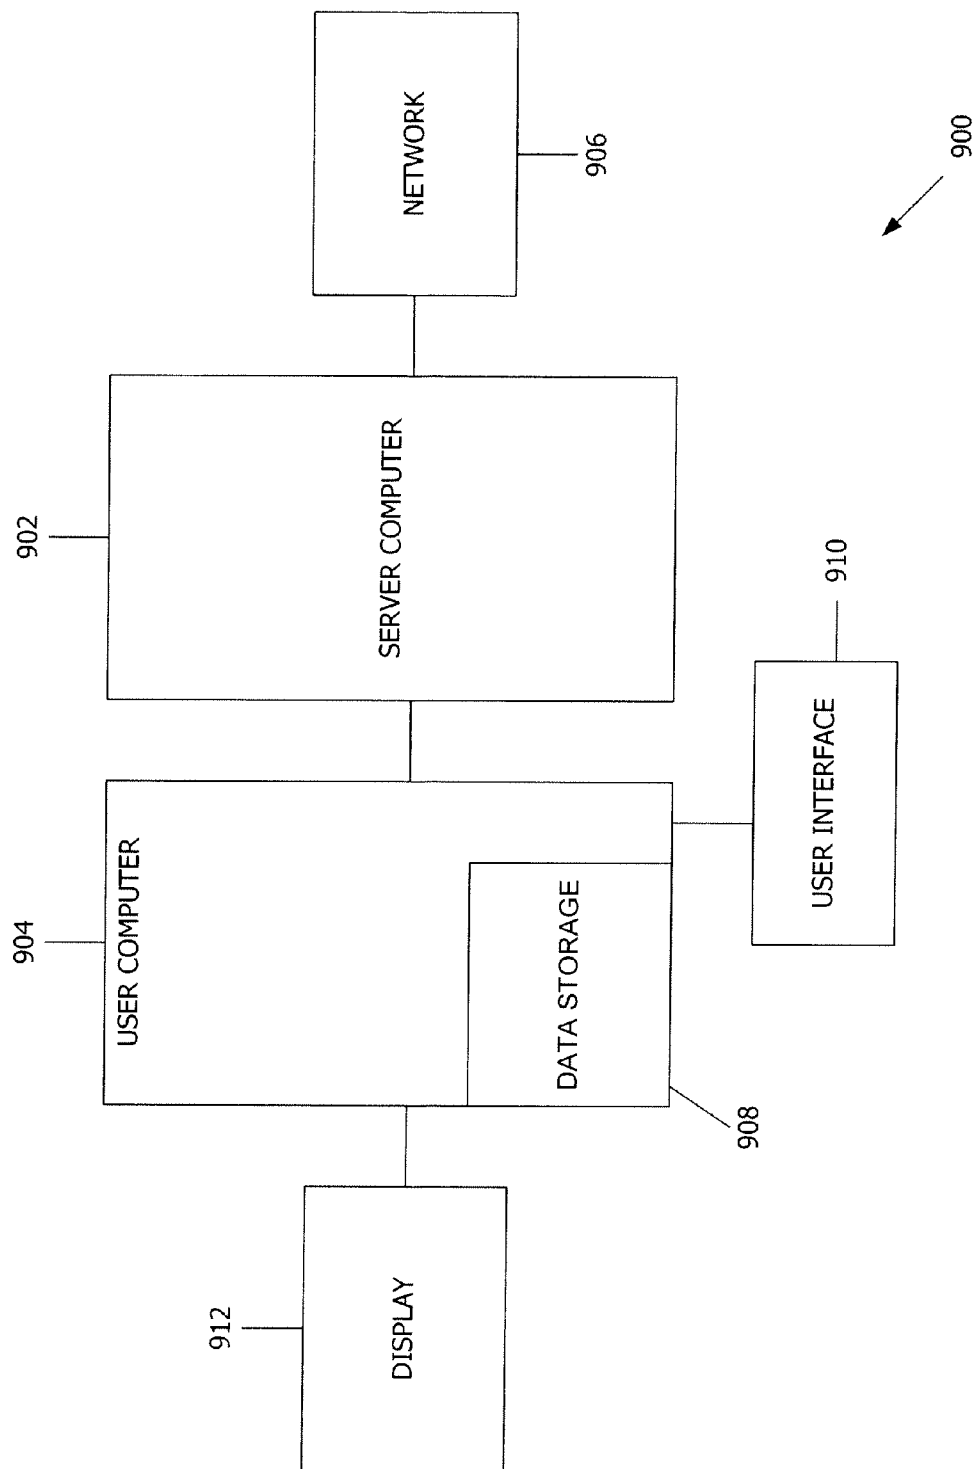 900
902
904
SERVER COMPUTER
NETWORK
906
USER COMPUTER
DATA STORAGE
908
USER INTERFACE
910
DISPLAY
912